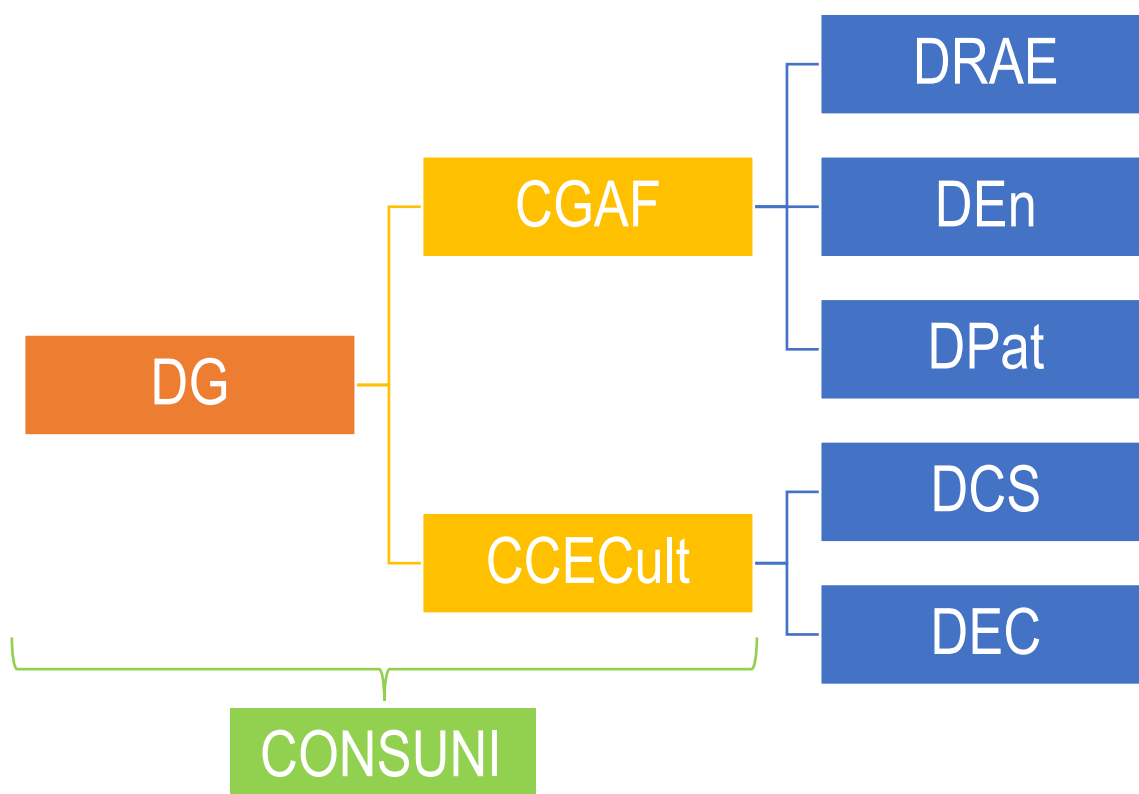 DRAE
CGAF
DEn
DPat
DG
DCS
CCECult
DEC
CONSUNI